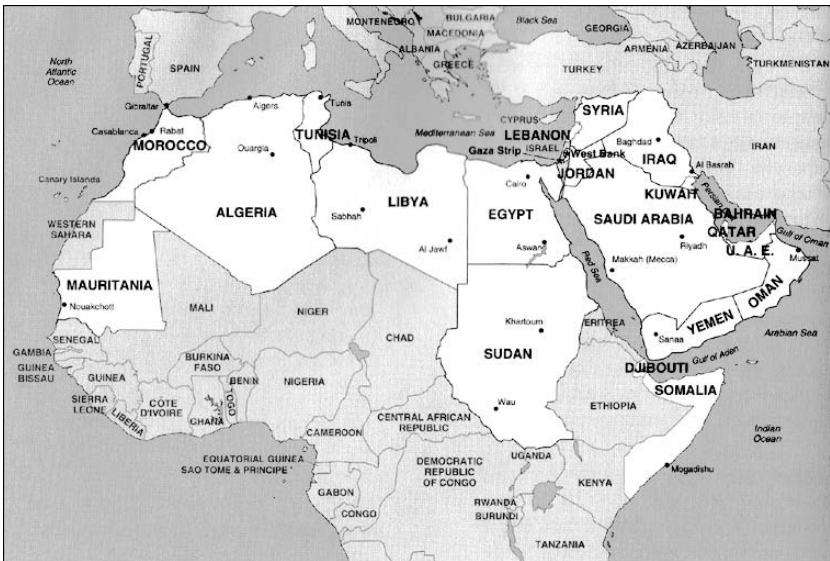 MONTENEGRO
BULGARIA
Black Sea
GEORGIA
MACEDONIA
ARMENIA
AZERBAIJAN
ALBANIA
GREECE
TURKEY
TURKMENISTAN
North
Atlantic
Ocean
PORTUGAL
SPAIN
Gibraltar
Algers
Tunis
Casablanca
Rabat
MOROCCO
TUNISIA
Tripoli
Mediterranean Sea
CYPRUS
SYRIA
LEBANON
ISRAEL
Gaza Strip
West Bank
Baghdad
IRAQ
IRAN
JORDAN
Al Basrah
KUWAIT
Persian
Ouargla
Canary Islands
ALGERIA
Sabhah
LIBYA
Al Jawf
Cairo
EGYPT
Aswan
SAUDI ARABIA
Riyadh
Makkah (Mecca)
BAHRAIN
QATAR
Gulf of Oman
U. A. E.
Muscat
OMAN
Red Sea
WESTERN
SAHARA
MAURITANIA
Nouakchott
MALI
NIGER
CHAD
Khartoum
SUDAN
Wau
ERITREA
Sanaa
YEMEN
Arabian Sea
Gulf of Aden
DJIBOUTI
SOMALIA
ETHIOPIA
SENEGAL
GAMBIA
GUINEA
BISSAU
GUINEA
SIERRA
LEONE
LIBERIA
CÔTE
D'IVOIRE
BURKINA
FASO
GHANA
TOGO
BENIN
NIGERIA
CAMEROON
CENTRAL AFRICAN
REPUBLIC
EQUATORIAL GUINEA
SAO TOME & PRINCIPE
GABON
CONGO
DEMOCRATIC
REPUBLIC
OF CONGO
UGANDA
KENYA
RWANDA
BURUNDI
TANZANIA
Mogadishu
Indian
Ocean